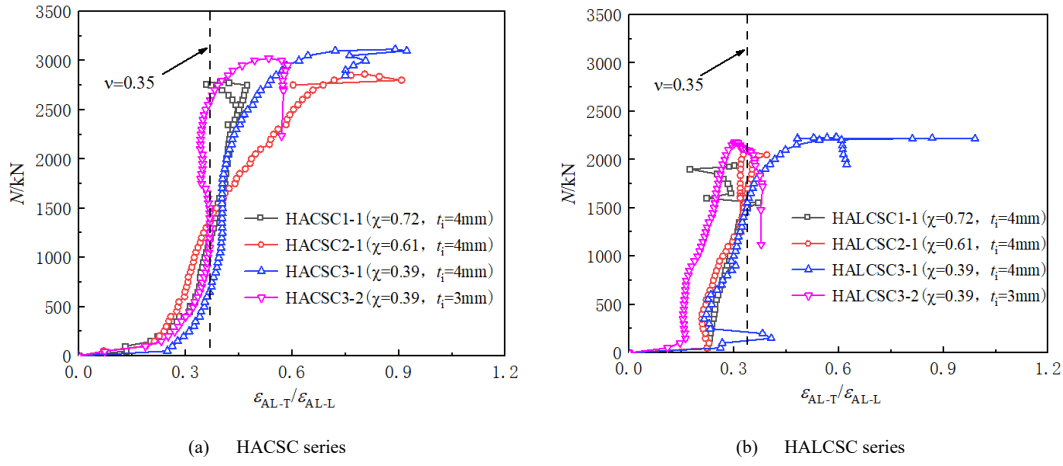 3500
3000
2500
2000
1500
1000
500
0
N/kN
ν=0.35
HACSC1-1(χ=0.72, tᵢ=4mm)
HACSC2-1(χ=0.61, tᵢ=4mm)
HACSC3-1(χ=0.39, tᵢ=4mm)
HACSC3-2(χ=0.39, tᵢ=3mm)
0.0 0.3 0.6 0.9 1.2
εAL-T/εAL-L
(a) HACSC series
3500
3000
2500
2000
1500
1000
500
0
N/kN
ν=0.35
HALCSC1-1(χ=0.72, tᵢ=4mm)
HALCSC2-1(χ=0.61, tᵢ=4mm)
HALCSC3-1(χ=0.39, tᵢ=4mm)
HALCSC3-2(χ=0.39, tᵢ=3mm)
0.0 0.3 0.6 0.9 1.2
εAL-T/εAL-L
(b) HALCSC series